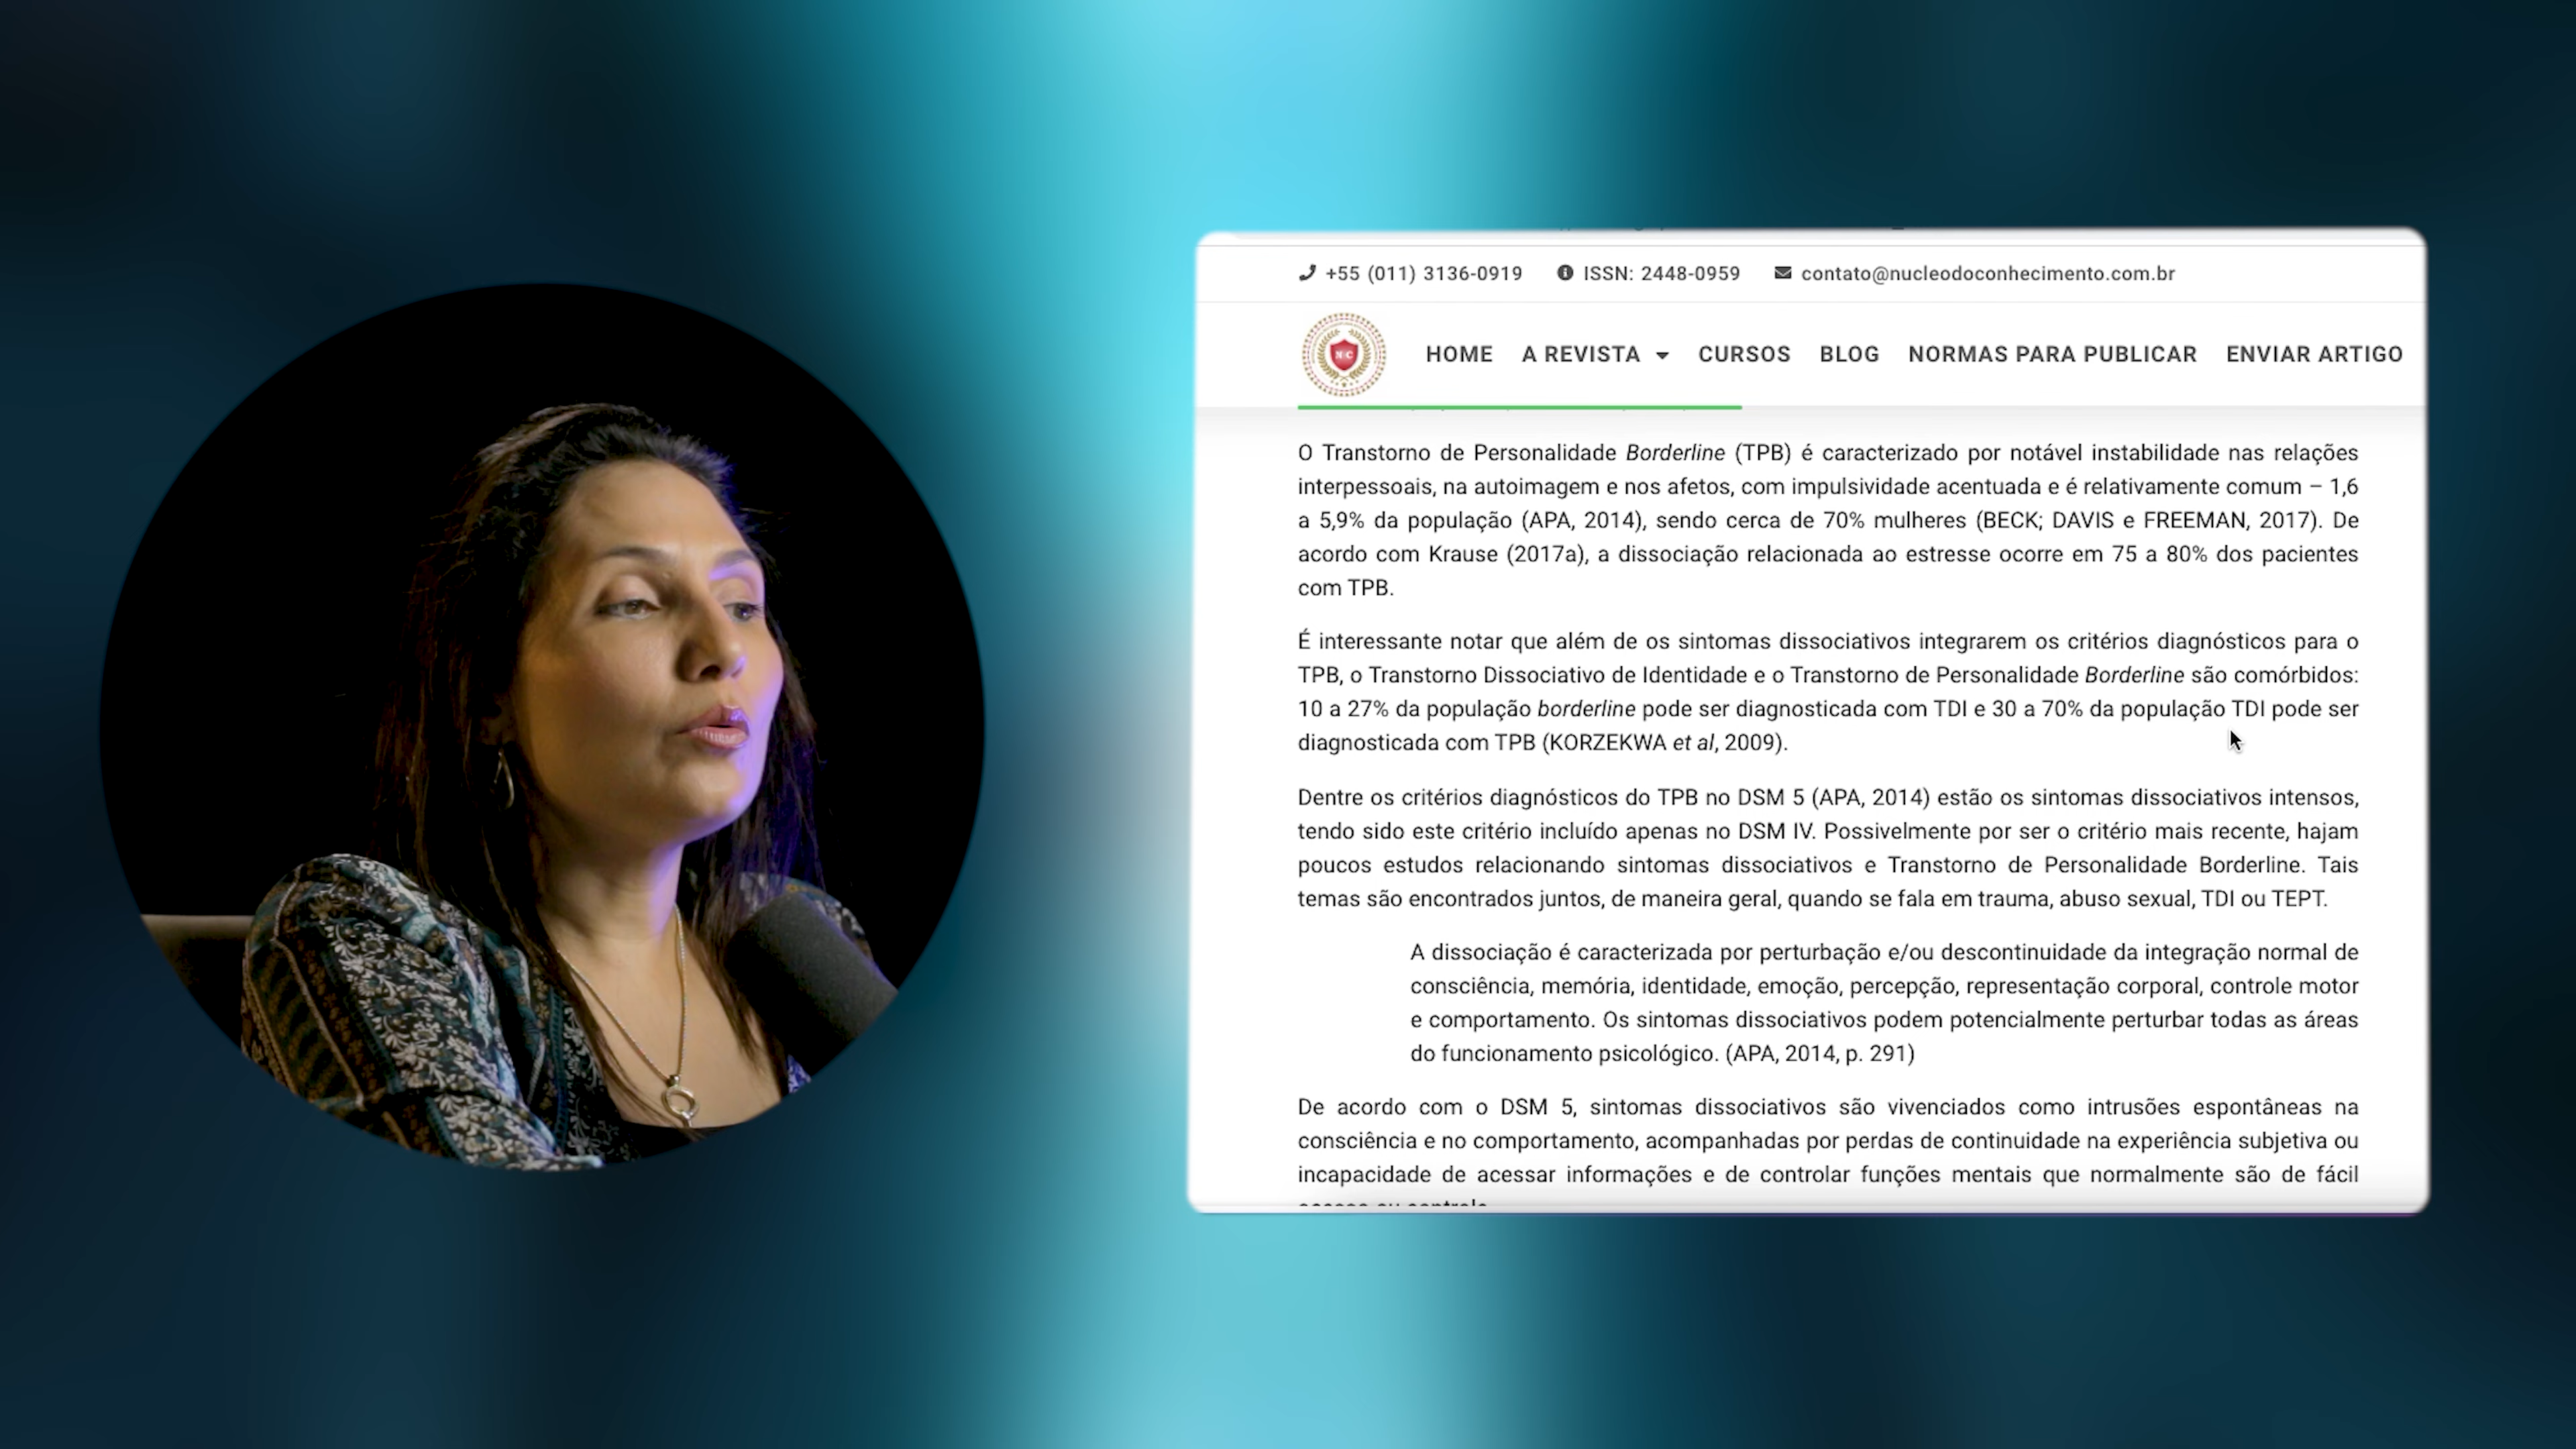 +55 (011) 3136-0919 ISSN: 2448-0959 contato@nucleodoconhecimento.com.br
HOME A REVISTA CURSOS BLOG NORMAS PARA PUBLICAR ENVIAR ARTIGO
O Transtorno de Personalidade Borderline (TPB) é caracterizado por notável instabilidade nas relações
interpessoais, na autoimagem e nos afetos, com impulsividade acentuada e é relativamente comum – 1,6
a 5,9% da população (APA, 2014), sendo cerca de 70% mulheres (BECK; DAVIS e FREEMAN, 2017). De
acordo com Krause (2017a), a dissociação relacionada ao estresse ocorre em 75 a 80% dos pacientes
com TPB.
É interessante notar que além de os sintomas dissociativos integrarem os critérios diagnósticos para o
TPB, o Transtorno Dissociativo de Identidade e o Transtorno de Personalidade Borderline são comórbidos:
10 a 27% da população borderline pode ser diagnosticada com TDI e 30 a 70% da população TDI pode ser
diagnosticada com TPB (KORZEKWA et al, 2009).
Dentre os critérios diagnósticos do TPB no DSM 5 (APA, 2014) estão os sintomas dissociativos intensos,
tendo sido este critério incluído apenas no DSM IV. Possivelmente por ser o critério mais recente, hajam
poucos estudos relacionando sintomas dissociativos e Transtorno de Personalidade Borderline. Tais
temas são encontrados juntos, de maneira geral, quando se fala em trauma, abuso sexual, TDI ou TEPT.
A dissociação é caracterizada por perturbação e/ou descontinuidade da integração normal de
consciência, memória, identidade, emoção, percepção, representação corporal, controle motor
e comportamento. Os sintomas dissociativos podem potencialmente perturbar todas as áreas
do funcionamento psicológico. (APA, 2014, p. 291)
De acordo com o DSM 5, sintomas dissociativos são vivenciados como intrusões espontâneas na
consciência e no comportamento, acompanhadas por perdas de continuidade na experiência subjetiva ou
incapacidade de acessar informações e de controlar funções mentais que normalmente são de fácil